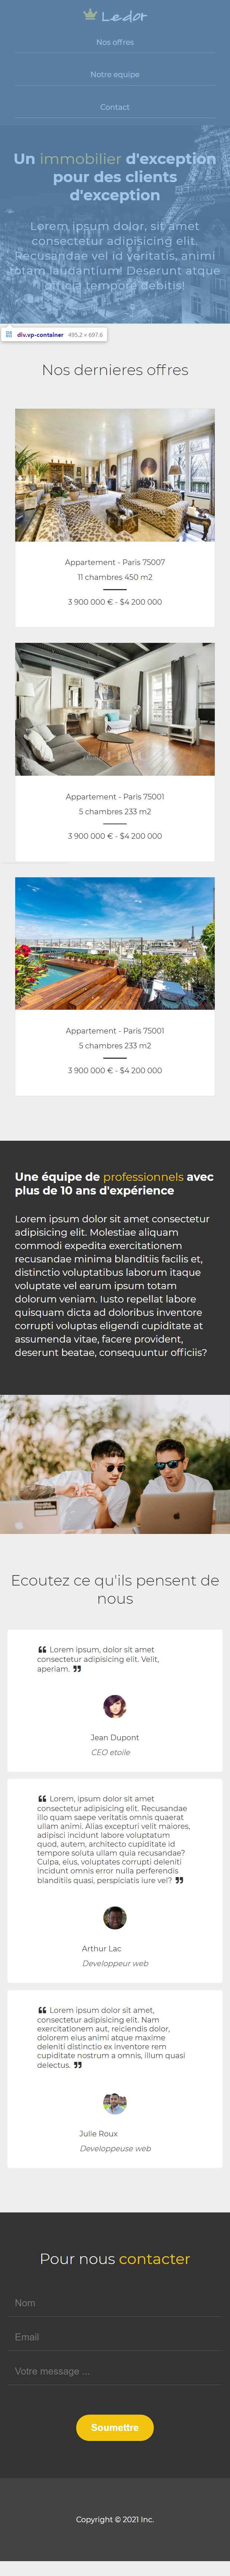 Ledor
Nos offres
Notre equipe
Contact
Un immobilier d'exception
pour des clients
d'exception
Lorem ipsum dolor, sit amet
consectetur adipisicing elit.
Recusandae vel id veritatis, animi
totam laudantium! Deserunt atque
officia tempore debitis!
div.vp-container 495.2 × 697.6
Nos dernieres offres
Appartement - Paris 75007
11 chambres 450 m2
3 900 000 € - $4 200 000
Appartement - Paris 75001
5 chambres 233 m2
3 900 000 € - $4 200 000
Appartement - Paris 75001
5 chambres 233 m2
3 900 000 € - $4 200 000
Une équipe de professionnels avec
plus de 10 ans d'expérience
Lorem ipsum dolor sit amet consectetur
adipisicing elit. Molestiae aliquam
commodi expedita exercitationem
recusandae minima blanditiis facilis et,
distinctio voluptatibus laborum itaque
voluptate vel earum ipsum totam
dolorum veniam. Iusto repellat labore
quisquam dicta ad doloribus inventore
corrupti voluptas eligendi cupiditate at
assumenda vitae, facere provident,
deserunt beatae, consequuntur officiis?
Ecoutez ce qu'ils pensent de
nous
❝ Lorem ipsum, dolor sit amet
consectetur adipisicing elit. Velit,
aperiam. ❞
Jean Dupont
CEO etoile
❝ Lorem, ipsum dolor sit amet
consectetur adipisicing elit. Recusandae
illo quam saepe veritatis omnis quaerat
ullam animi. Alias excepturi velit maiores,
adipisci incidunt labore voluptatum
quod, autem, architecto cupiditate id
tempore soluta ullam quia recusandae?
Culpa, eius, voluptates corrupti deleniti
incidunt omnis error nulla perferendis
blanditiis quasi, perspiciatis iure vel? ❞
Arthur Lac
Developpeur web
❝ Lorem ipsum dolor sit amet,
consectetur adipisicing elit. Nam
exercitationem aut, reiciendis dolor,
dolorem eius animi atque maxime
deleniti distinctio ex inventore rem
cupiditate nostrum a omnis, illum quasi
delectus. ❞
Julie Roux
Developpeuse web
Pour nous contacter
Nom
Email
Votre message ...
Soumettre
Copyright © 2021 Inc.